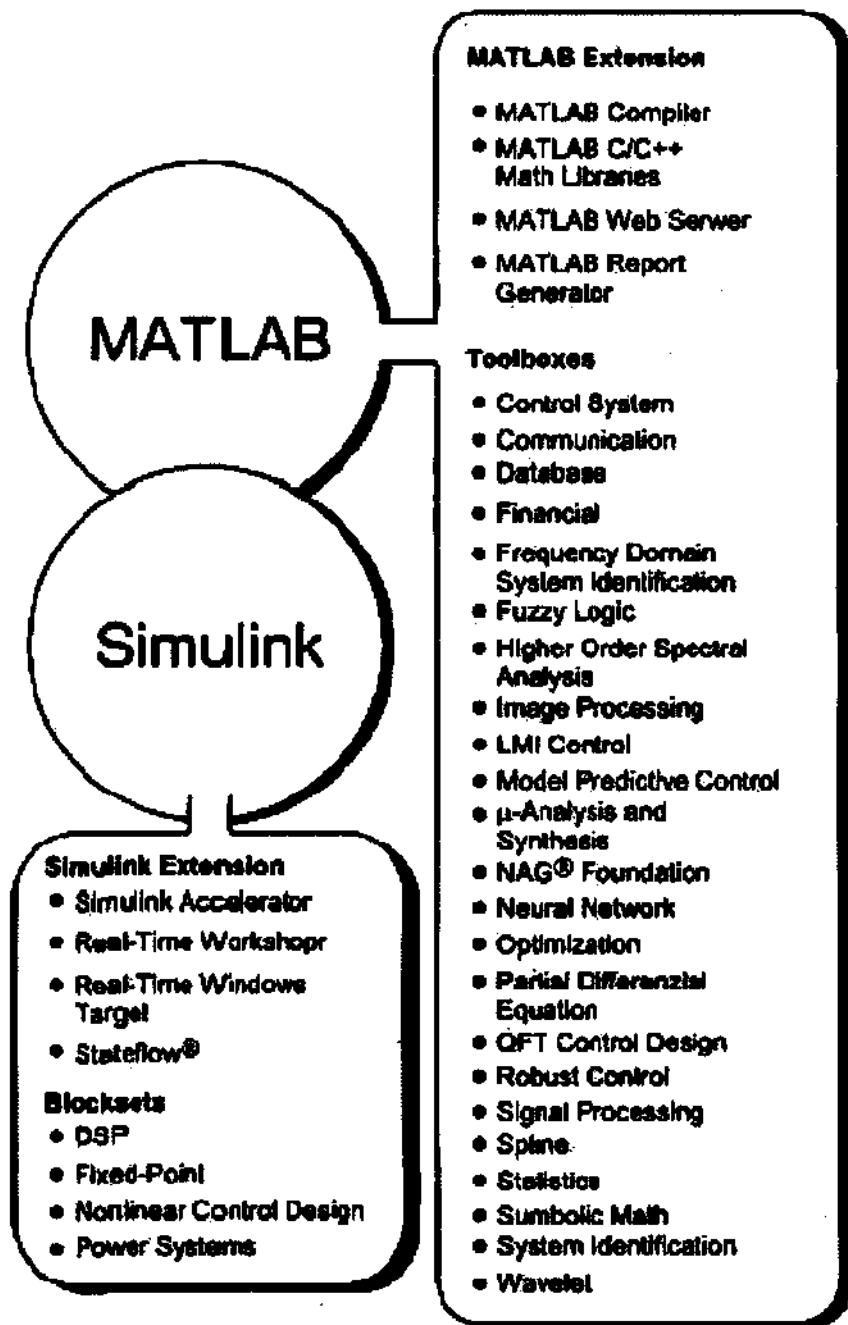 MATLAB
Simulink
MATLAB Extension
• MATLAB Compiler
• MATLAB C/C++
Math Libraries
• MATLAB Web Serwer
• MATLAB Report
Generator
Toolboxes
• Control System
• Communication
• Database
• Financial
• Frequency Domain
System Identification
• Fuzzy Logic
• Higher Order Spectral
Analysis
• Image Processing
• LMI Control
• Model Predictive Control
• μ-Analysis and
Synthesis
• NAG® Foundation
• Neural Network
• Optimization
• Partial Differenzial
Equation
• QFT Control Design
• Robust Control
• Signal Processing
• Spline
• Statistics
• Sumbolic Math
• System Identification
• Wavelet
Simulink Extension
• Simulink Accelerator
• Real-Time Workshopr
• Real-Time Windows
Target
• Stateflow®
Blocksets
• DSP
• Fixed-Point
• Nonlinear Control Design
• Power Systems